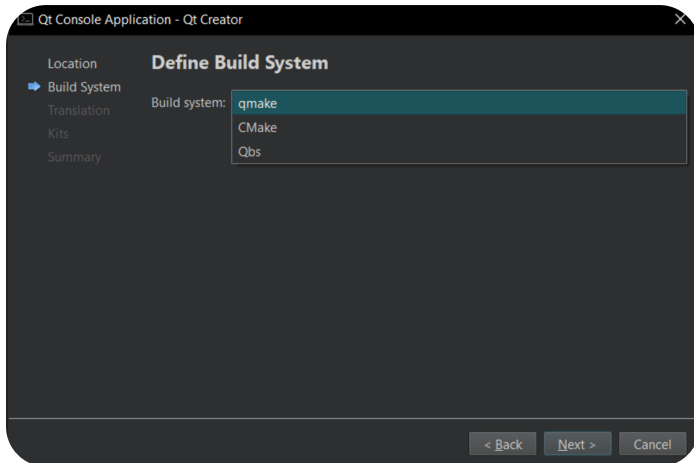 Qt Console Application - Qt Creator
Location
Build System
Translation
Kits
Summary
Define Build System
Build system:
qmake
CMake
Qbs
< Back
Next >
Cancel